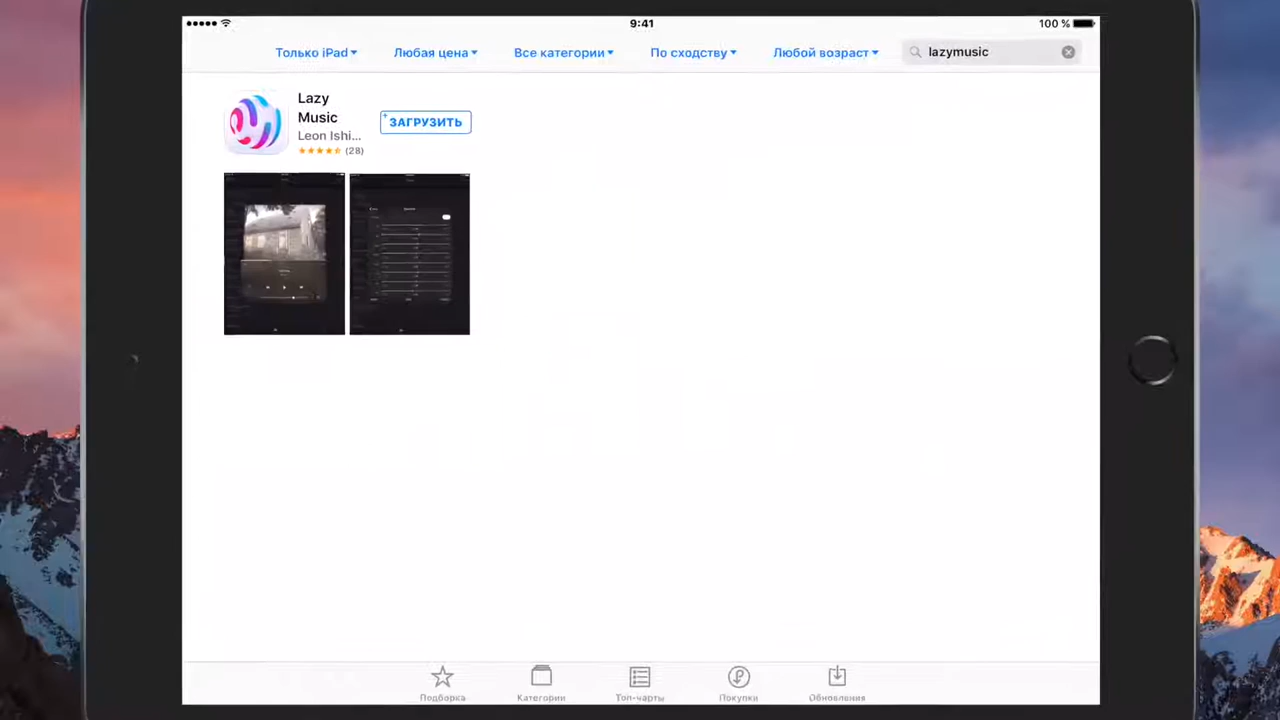 9:41
100 %
Только iPad
Любая цена
Все категории
По сходству
Любой возраст
lazymusic
Lazy
Music
Leon Ishi...
(28)
+ЗАГРУЗИТЬ
Подборка
Категории
Топ-чарты
Покупки
Обновления